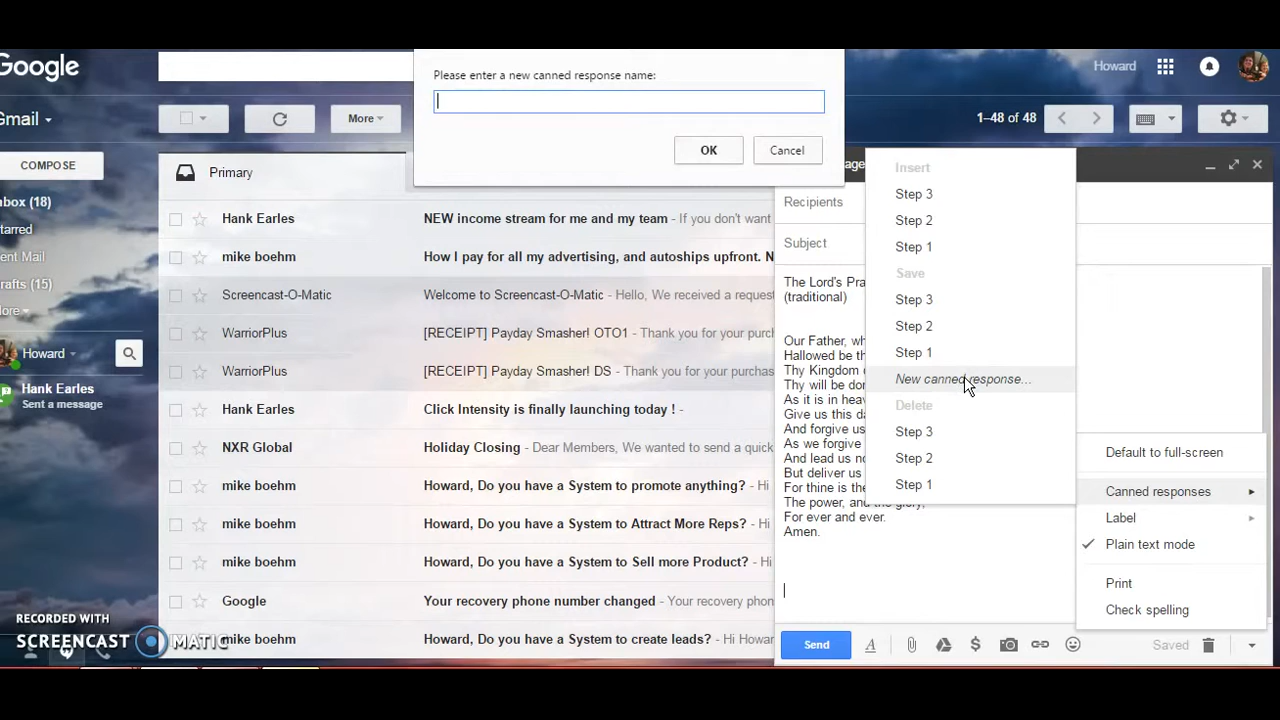 Google
Please enter a new canned response name:
OK
Cancel
Howard
Gmail
More
1–48 of 48
COMPOSE
Primary
Inbox (18)
Starred
Sent Mail
Drafts (15)
More
Howard
Hank Earles
Sent a message
Hank Earles NEW income stream for me and my team - If you don't want
mike boehm How I pay for all my advertising, and autoships upfront. N
Screencast-O-Matic Welcome to Screencast-O-Matic - Hello, We received a request
WarriorPlus [RECEIPT] Payday Smasher! OTO1 - Thank you for your purchas
WarriorPlus [RECEIPT] Payday Smasher! DS - Thank you for your purchas
Hank Earles Click Intensity is finally launching today ! -
NXR Global Holiday Closing - Dear Members, We wanted to send a quick
mike boehm Howard, Do you have a System to promote anything? - Hi
mike boehm Howard, Do you have a System to Attract More Reps? - Hi
mike boehm Howard, Do you have a System to Sell more Product? - Hi
Google Your recovery phone number changed - Your recovery phon
mike boehm Howard, Do you have a System to create leads? - Hi Howar
Recipients
Subject
The Lord's Pra
(traditional)
Our Father, wh
Hallowed be th
Thy Kingdom
Thy will be don
As it is in heav
Give us this da
And forgive us
As we forgive
And lead us no
But deliver us
For thine is the
The power, and the glory,
For ever and ever.
Amen.
Insert
Step 3
Step 2
Step 1
Save
Step 3
Step 2
Step 1
New canned response...
Delete
Step 3
Step 2
Step 1
Default to full-screen
Canned responses
Label
Plain text mode
Print
Check spelling
Send
Saved
RECORDED WITH
SCREENCAST MATIC